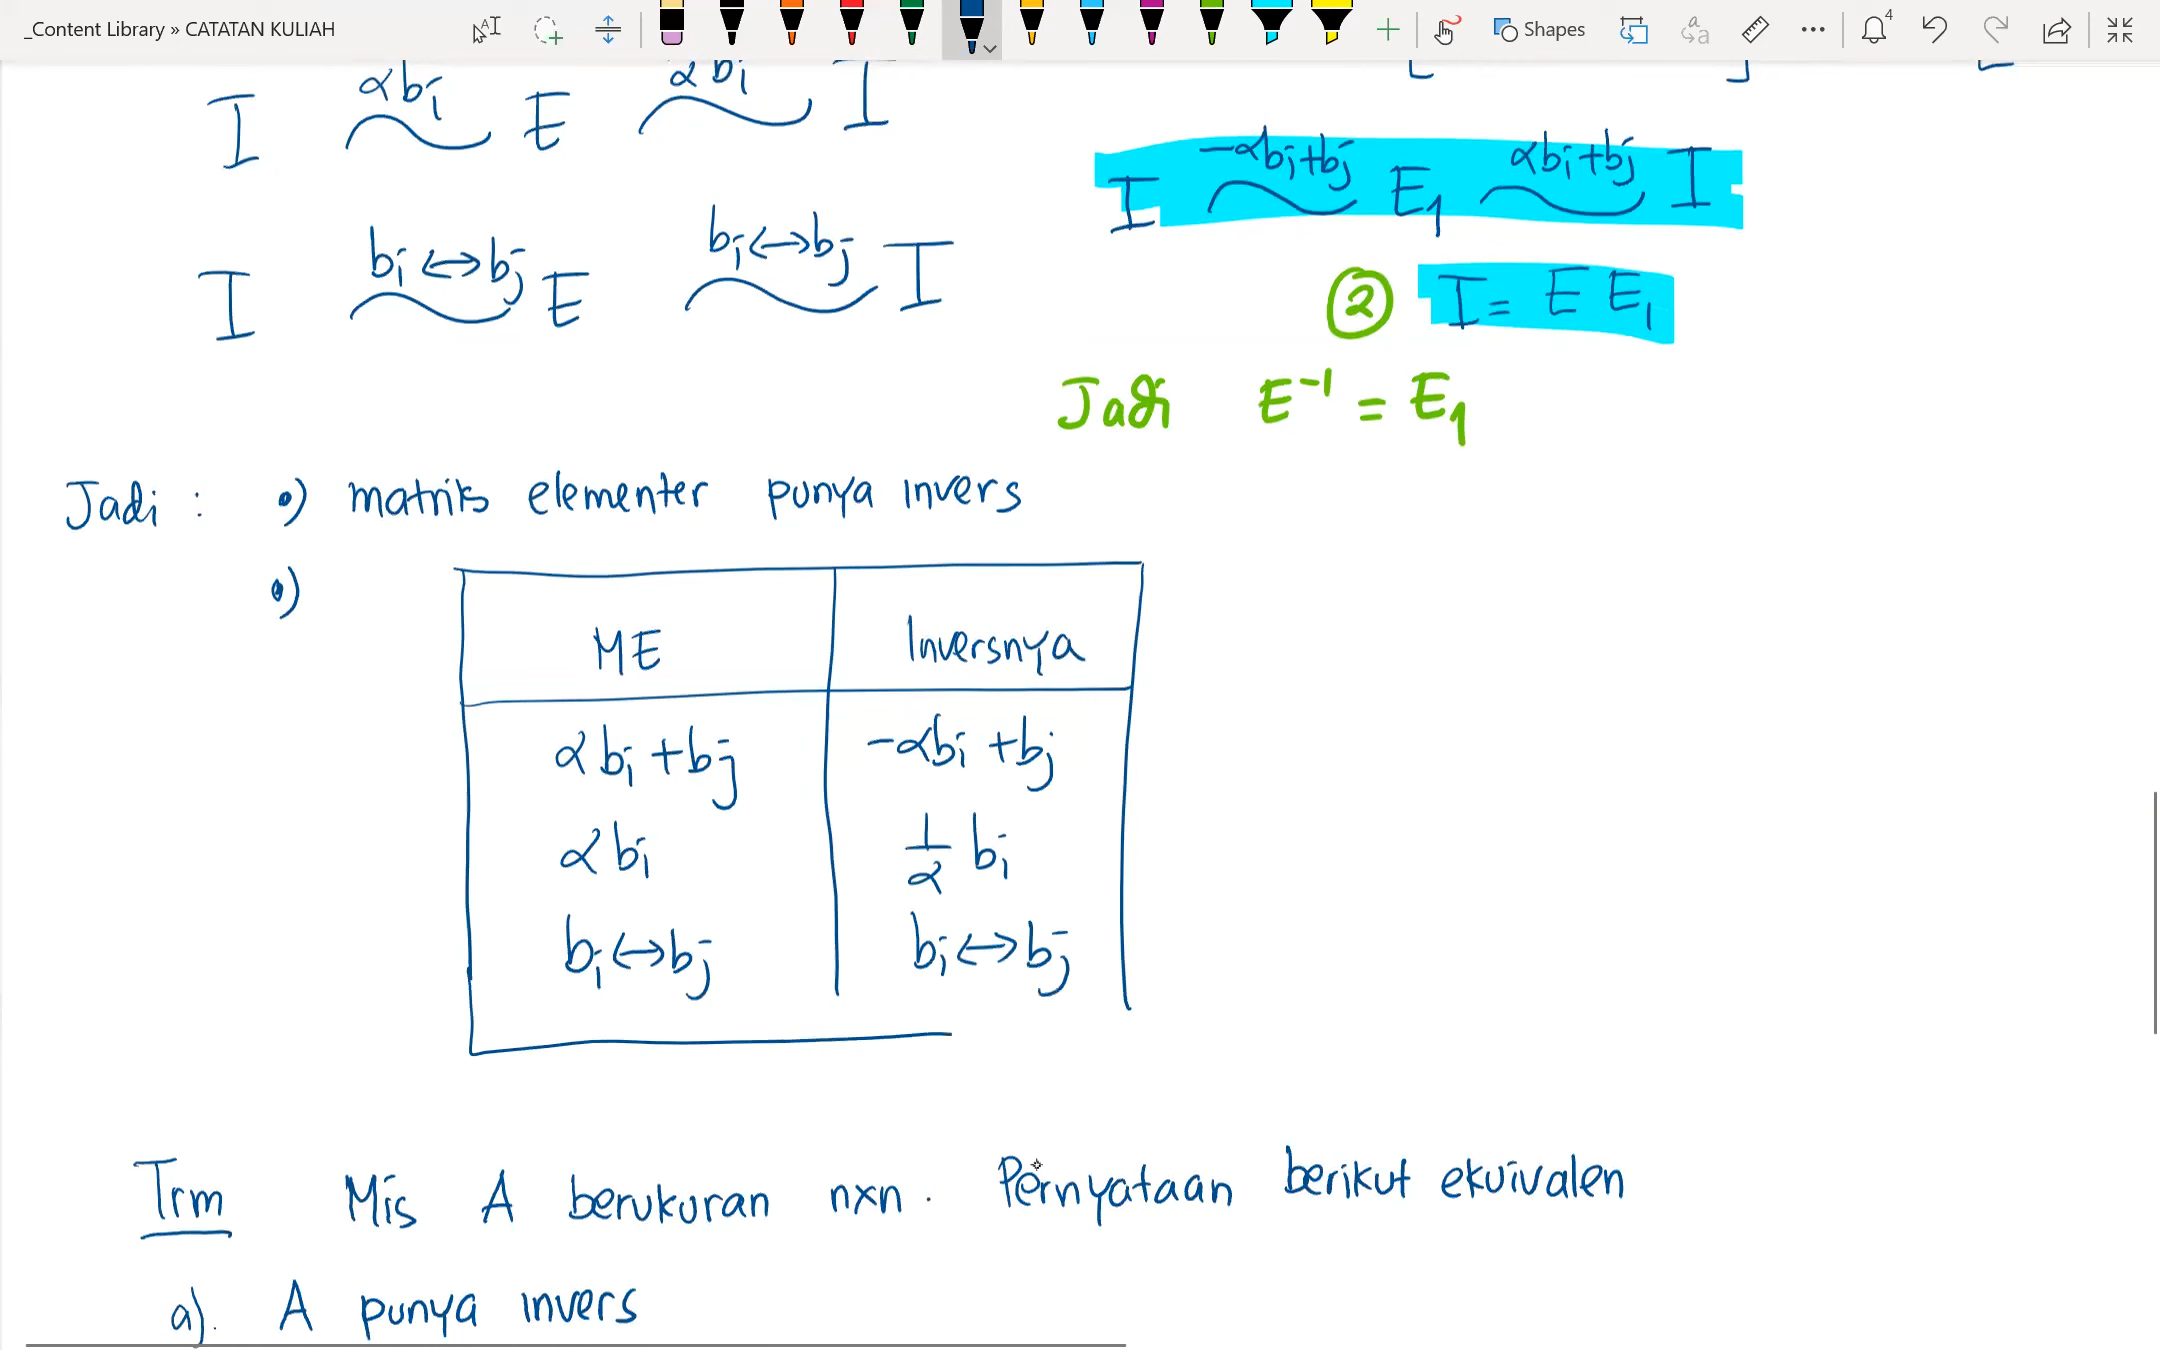 _Content Library » CATATAN KULIAH
Shapes
4
I αbᵢ E αbᵢ I
I bᵢ↔bⱼ E bᵢ↔bⱼ I
I -αbᵢ+bⱼ E₁ αbᵢ+bⱼ I
② I = E E₁
Jadi E⁻¹ = E₁
Jadi : •) matriks elementer punya invers
•)
ME Inversnya
αbᵢ+bⱼ -αbᵢ+bⱼ
αbᵢ 1/α bᵢ
bᵢ↔bⱼ bᵢ↔bⱼ
Trm Mis A berukuran nxn. Pernyataan berikut ekuivalen
a). A punya invers